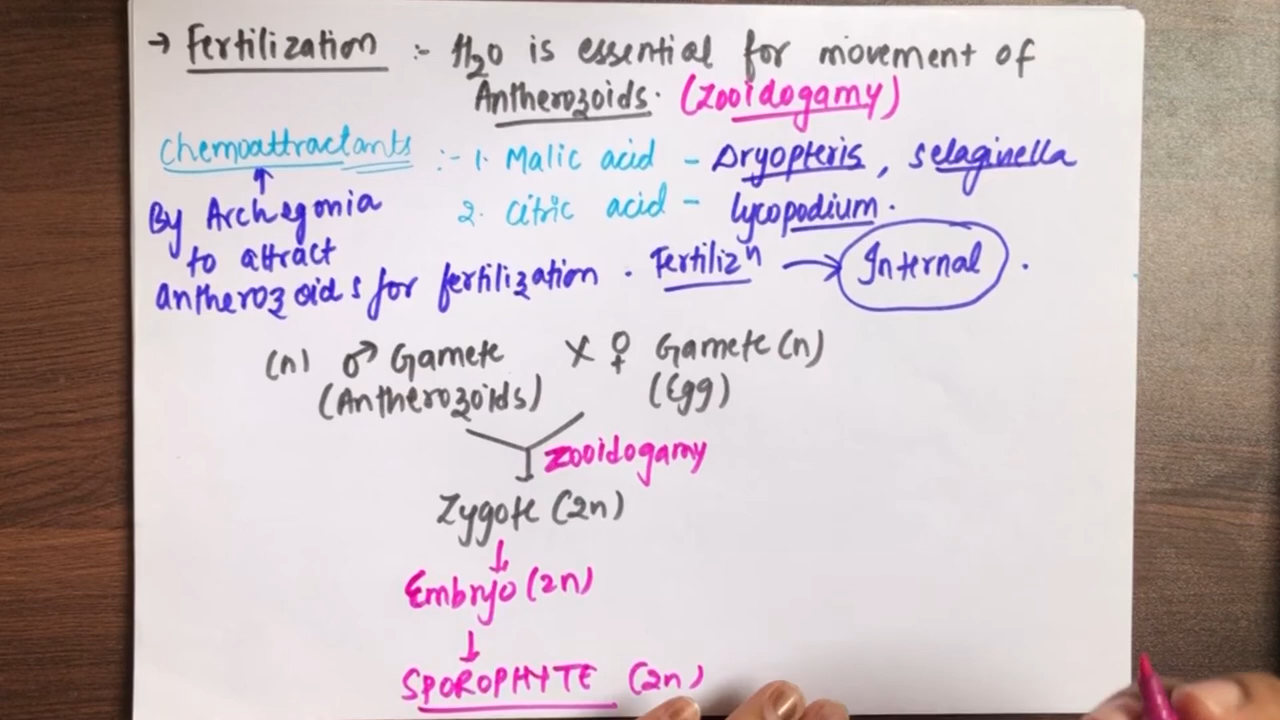 → Fertilization :- H₂O is essential for movement of
Antherozoids. (Zooidogamy)
Chemoattractants :- 1. Malic acid - Dryopteris, Selaginella
2. Citric acid - Lycopodium.
↑
By Archegonia
to attract
antherozoids for fertilization. Fertilizⁿ → Internal.
(n) ♂ Gamete × ♀ Gamete (n)
(Antherozoids) (Egg)
Zooidogamy
Zygote (2n)
↓
Embryo (2n)
↓
SPOROPHYTE (2n)